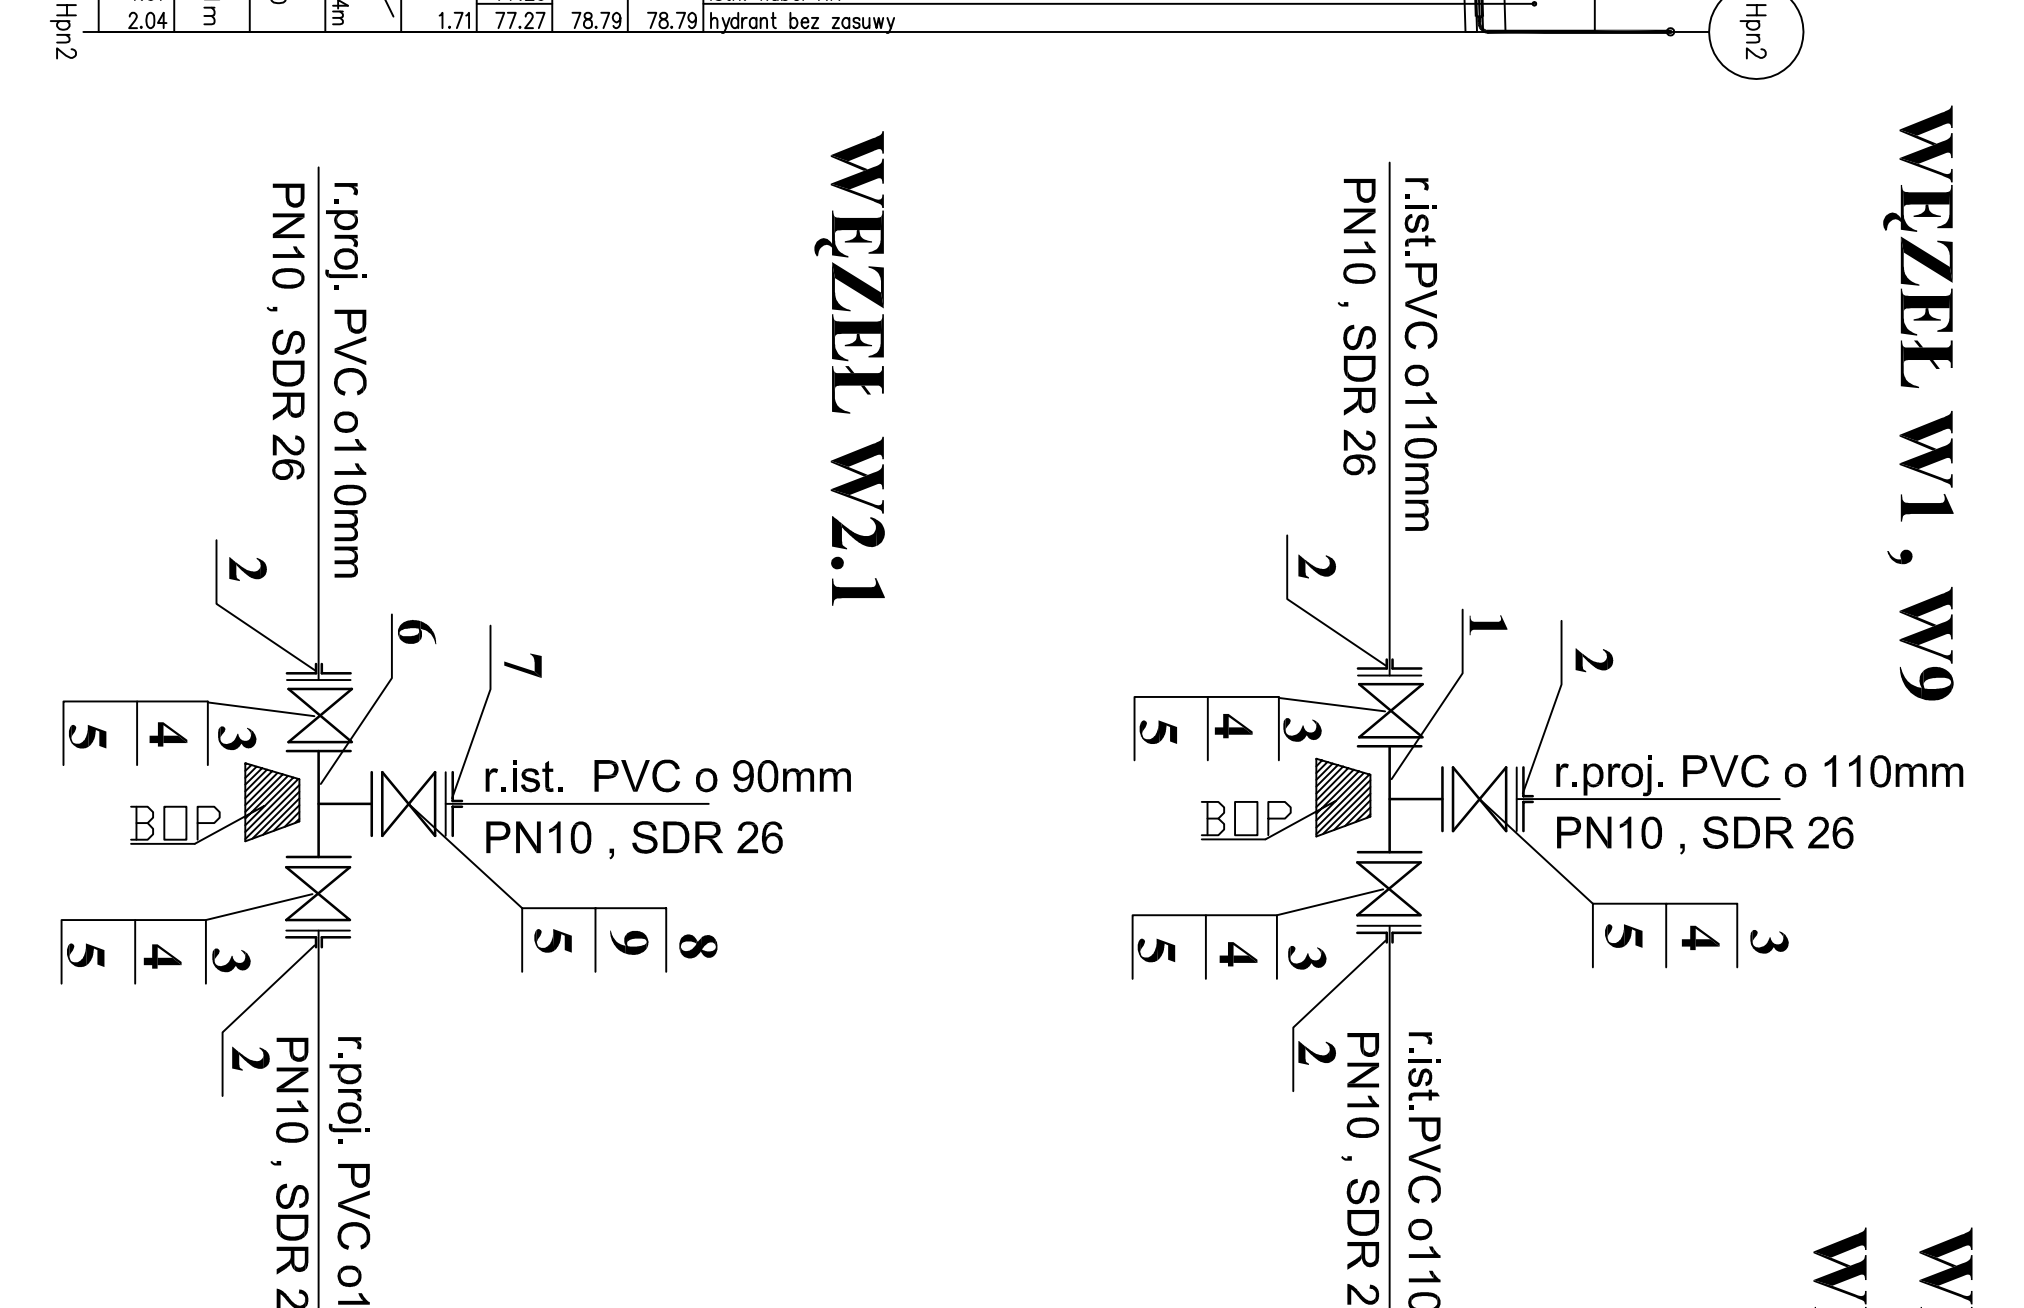 2.04 1.71 77.27 78.79 78.79 hydrant bez zasuwy
Hpn2
Hpn2
4m
WĘZEŁ W1 , W9
r.ist.PVC o110mm
PN10 , SDR 26
2
1
2
3
4
5
r.proj. PVC o 110mm
PN10 , SDR 26
BOP
3
4
5
3
4
5
2
r.ist.PVC o110
PN10 , SDR 2
WĘZEŁ W2.1
r.proj. PVC o110mm
PN10 , SDR 26
2
6
7
3
4
5
r.ist. PVC o 90mm
PN10 , SDR 26
BOP
8
9
5
3
4
5
2
r.proj. PVC o1
PN10 , SDR 2
W
W